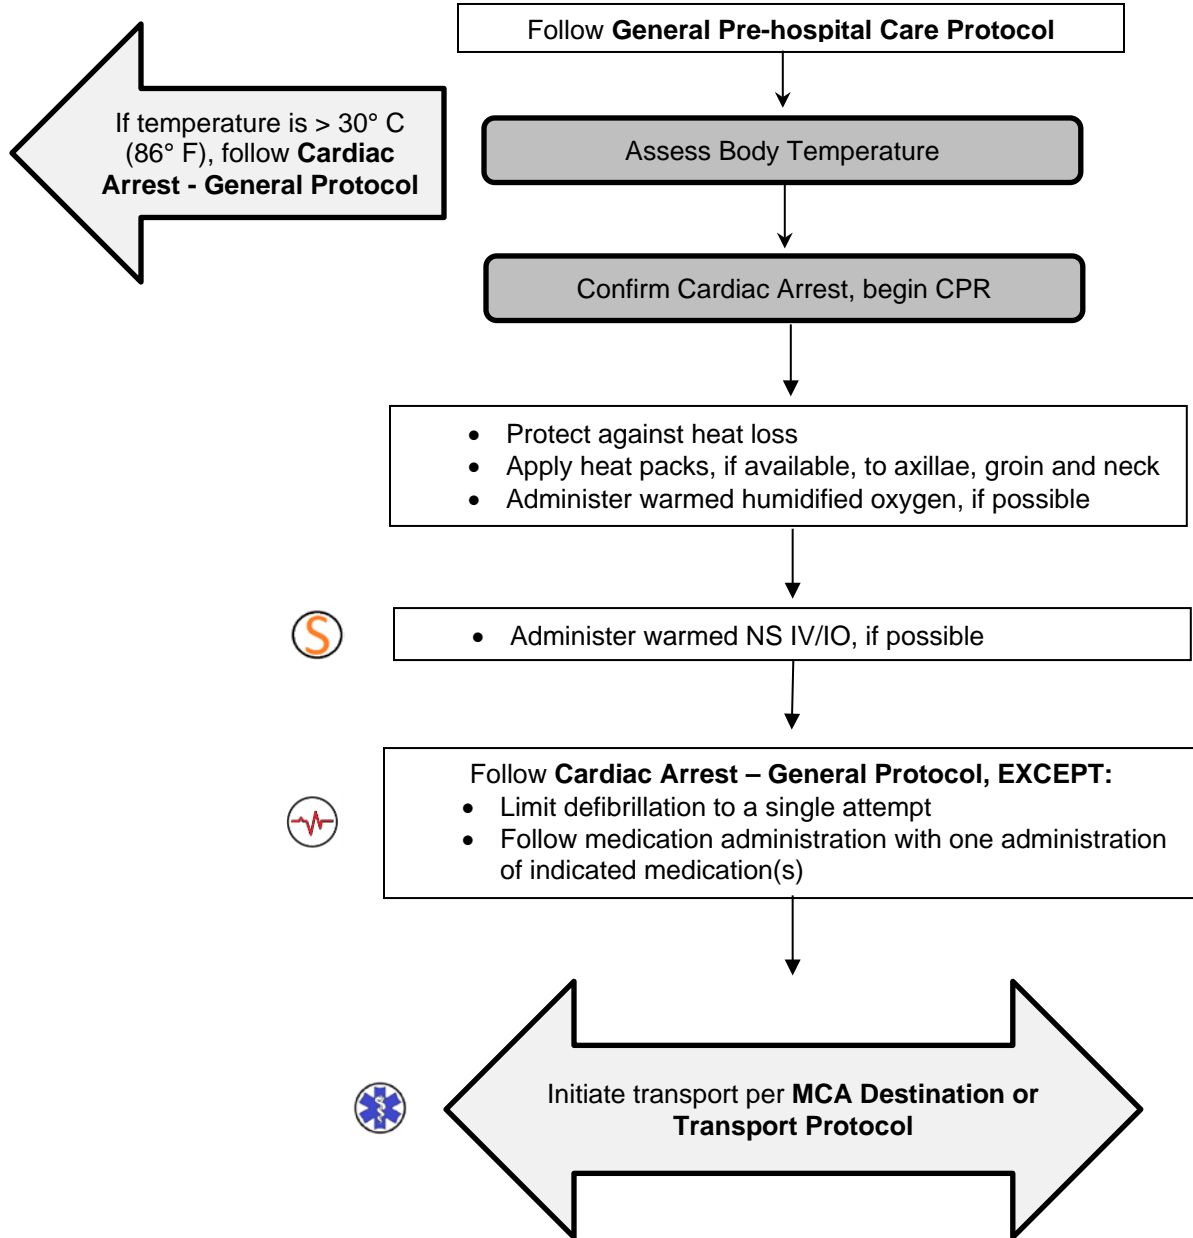 Follow General Pre-hospital Care Protocol
If temperature is > 30° C
(86° F), follow Cardiac
Arrest - General Protocol
Assess Body Temperature
Confirm Cardiac Arrest, begin CPR
• Protect against heat loss
• Apply heat packs, if available, to axillae, groin and neck
• Administer warmed humidified oxygen, if possible
S
• Administer warmed NS IV/IO, if possible
Follow Cardiac Arrest – General Protocol, EXCEPT:
• Limit defibrillation to a single attempt
• Follow medication administration with one administration
of indicated medication(s)
Initiate transport per MCA Destination or
Transport Protocol